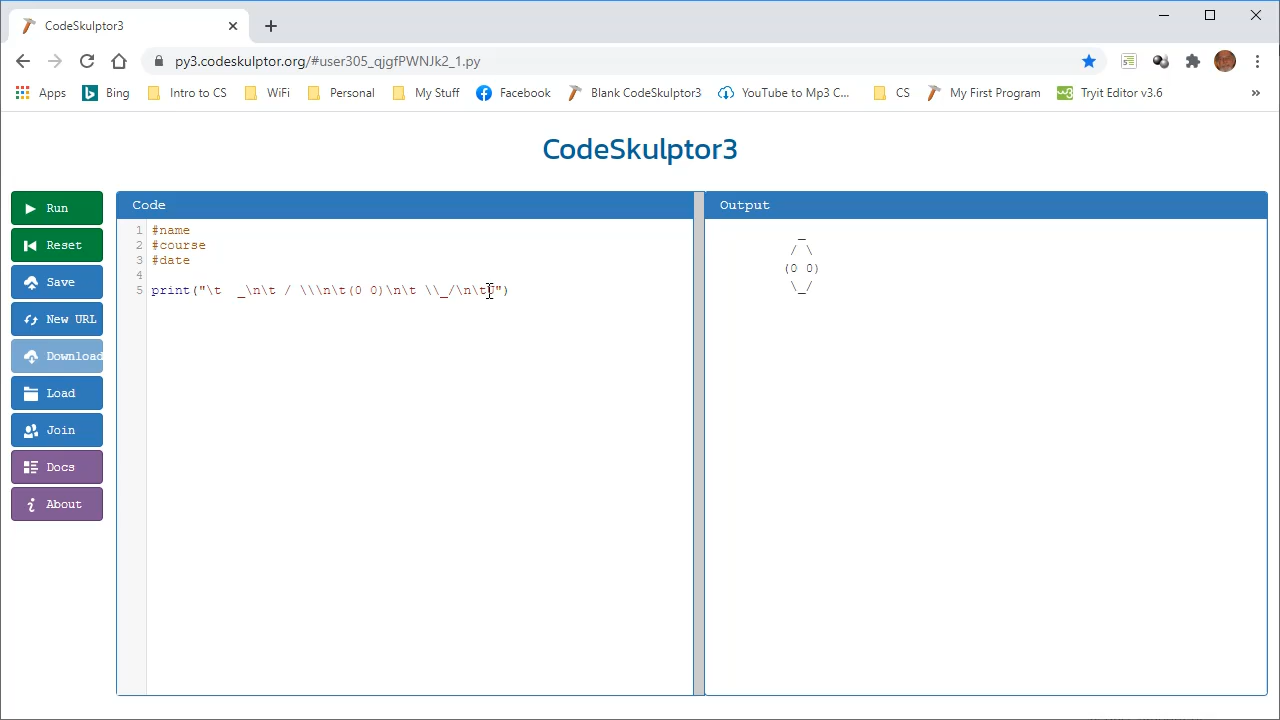 CodeSkulptor3
py3.codeskulptor.org/#user305_qjgfPWNJk2_1.py
Apps Bing Intro to CS WiFi Personal My Stuff Facebook Blank CodeSkulptor3 YouTube to Mp3 C... CS My First Program Tryit Editor v3.6 »
CodeSkulptor3
Run
Reset
Save
New URL
Download
Load
Join
Docs
About
Code
1 #name
2 #course
3 #date
4
5 print("\t  _\n\t / \\\n\t(0 0)\n\t \\_/\n\t")
Output
  _
 / \
(0 0)
 \_/